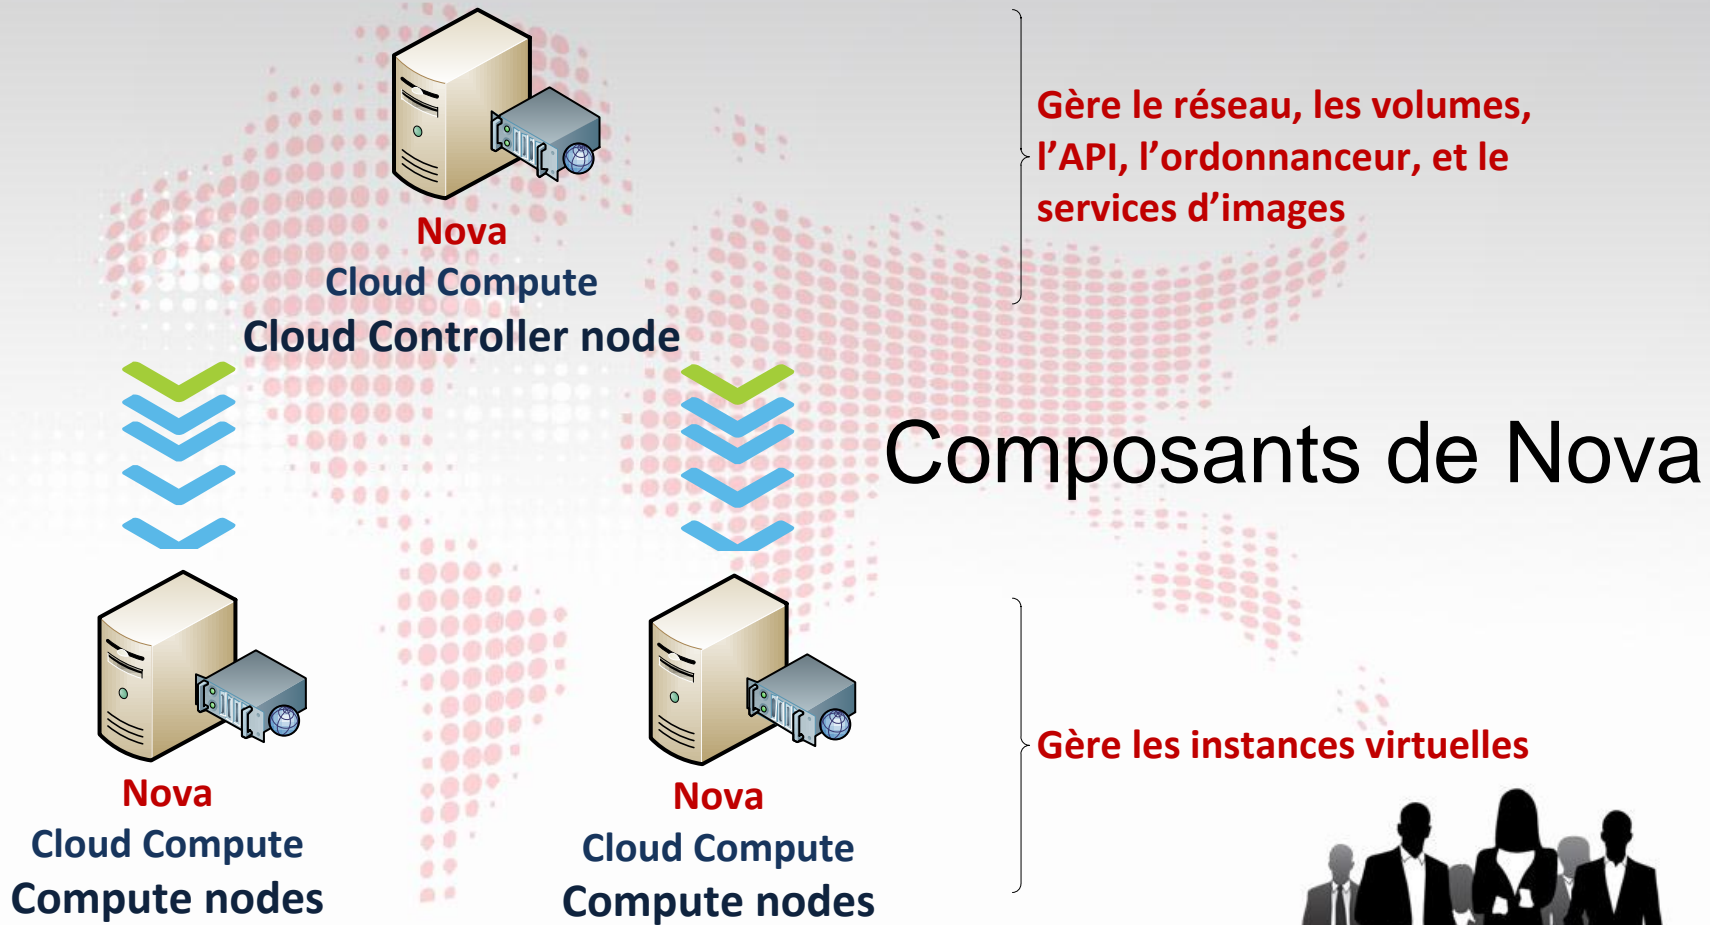 Gère le réseau, les volumes,
l’API, l’ordonnanceur, et le
services d’images
Nova
Cloud Compute
Cloud Controller node
Composants de Nova
Gère les instances virtuelles
Nova
Cloud Compute
Compute nodes
Nova
Cloud Compute
Compute nodes